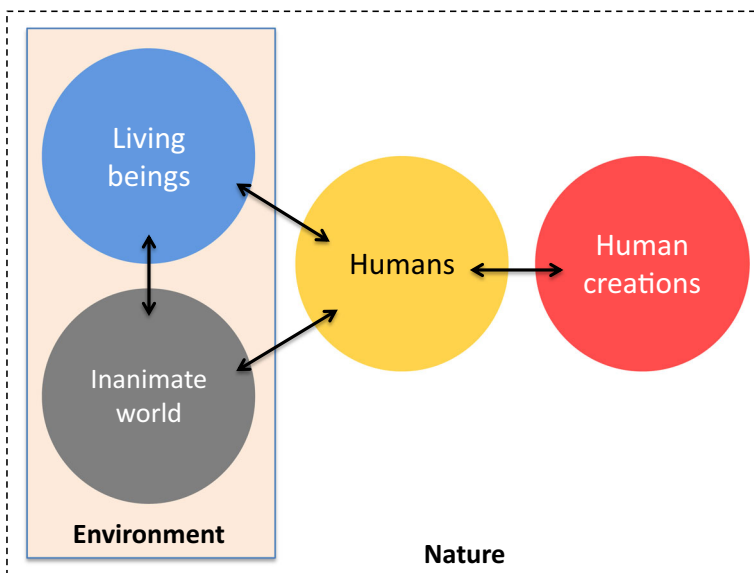 Living
beings
Humans
Human
creations
Inanimate
world
Environment
Nature